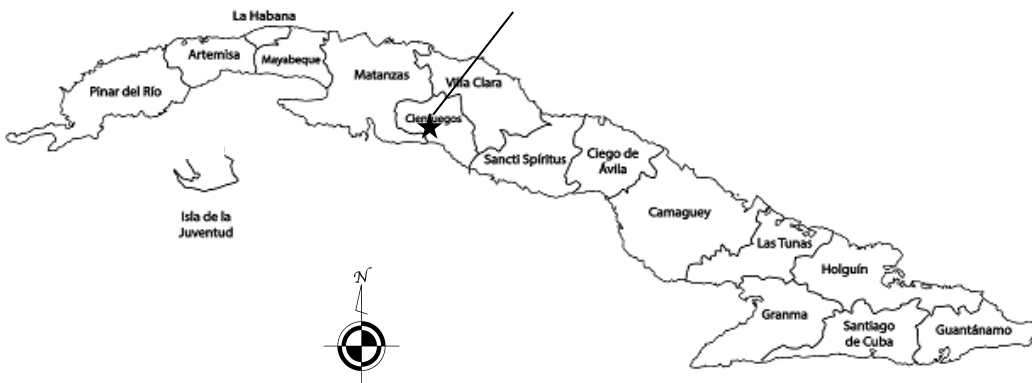 La Habana
Artemisa
Mayabeque
Matanzas
Pinar del Río
Villa Clara
Cienfuegos
Sancti Spíritus
Ciego de
Ávila
Isla de la
Juventud
Camaguey
Las Tunas
Holguín
N
Granma
Santiago
de Cuba
Guantánamo